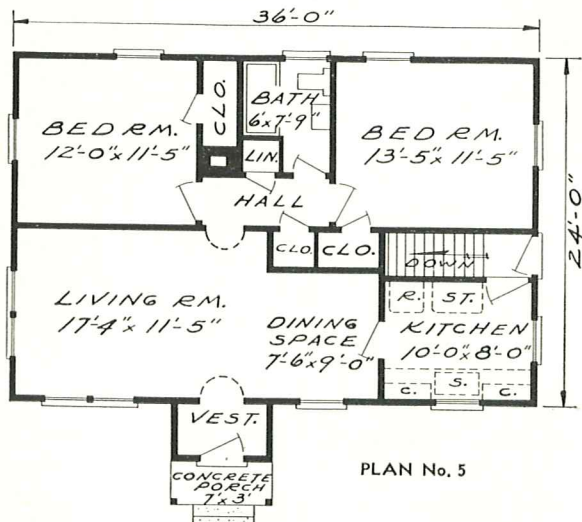 36'-0"
24'-0"
BED RM.
12'-0" x 11'-5"
CLO.
BATH
6' x 7'-9"
LIN.
BED RM.
13'-5" x 11'-5"
HALL
CLO.
CLO.
DOWN
LIVING RM.
17'-4" x 11'-5"
DINING
SPACE
7'-6" x 9'-0"
R.
ST.
KITCHEN
10'-0" x 8'-0"
C.
S.
C.
VEST.
CONCRETE
PORCH
7' x 3'
PLAN No. 5